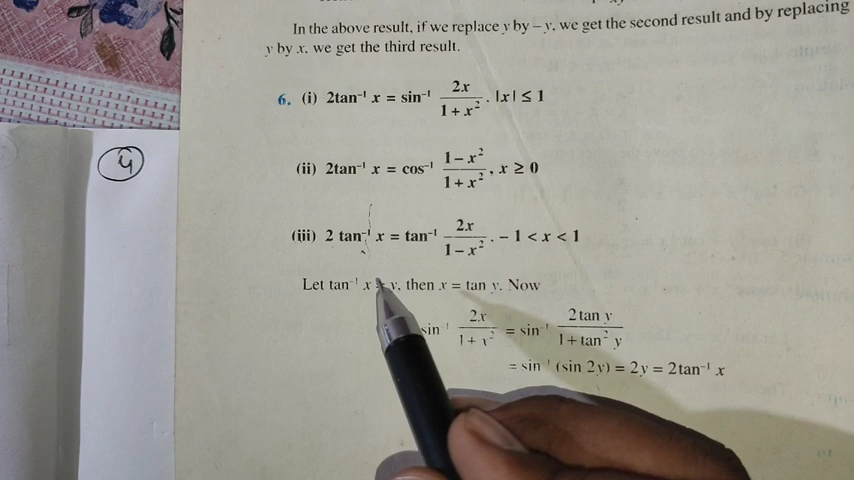 In the above result, if we replace y by – y, we get the second result and by replacing
y by x, we get the third result.
6. (i) 2tan⁻¹ x = sin⁻¹ 2x / 1 + x² , |x| ≤ 1
(ii) 2tan⁻¹ x = cos⁻¹ 1 – x² / 1 + x² , x ≥ 0
(iii) 2 tan⁻¹ x = tan⁻¹ 2x / 1 – x² , – 1 < x < 1
Let tan⁻¹ x = y, then x = tan y. Now
sin⁻¹ 2x / 1 + x² = sin⁻¹ 2 tan y / 1 + tan² y
= sin⁻¹ (sin 2y) = 2y = 2tan⁻¹ x